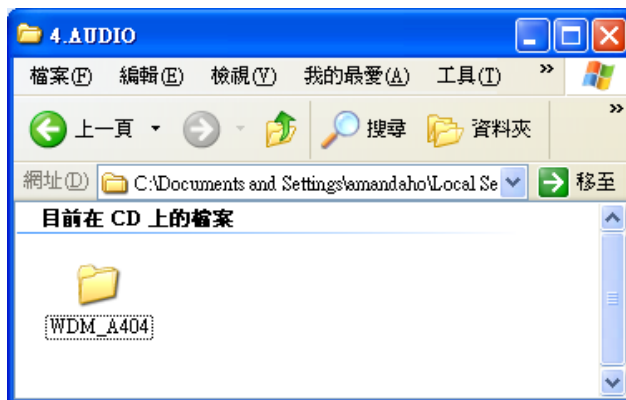 4.AUDIO
檔案(F) 編輯(E) 檢視(V) 我的最愛(A) 工具(T) »
上一頁 搜尋 資料夾 »
網址(D) C:\Documents and Settings\amandaho\Local Se 移至
目前在 CD 上的檔案
WDM_A404